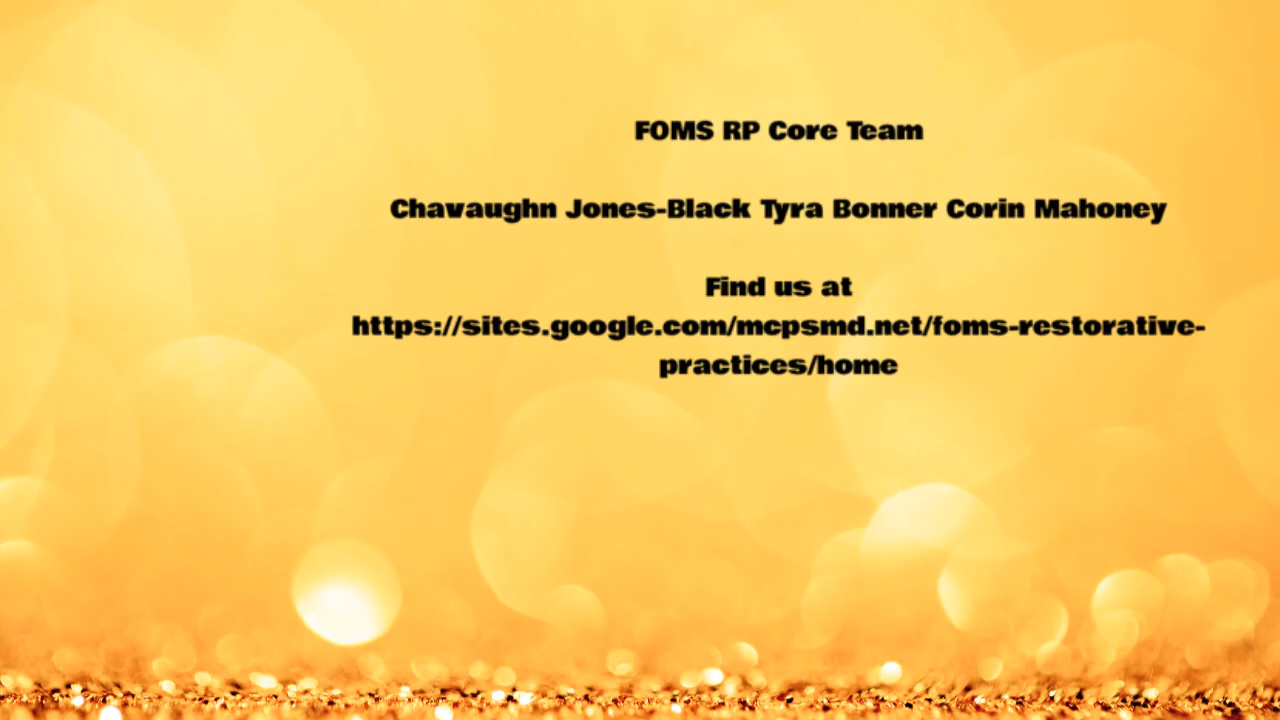 FOMS RP Core Team
Chavaughn Jones-Black Tyra Bonner Corin Mahoney
Find us at
https://sites.google.com/mcpsmd.net/foms-restorative-
practices/home